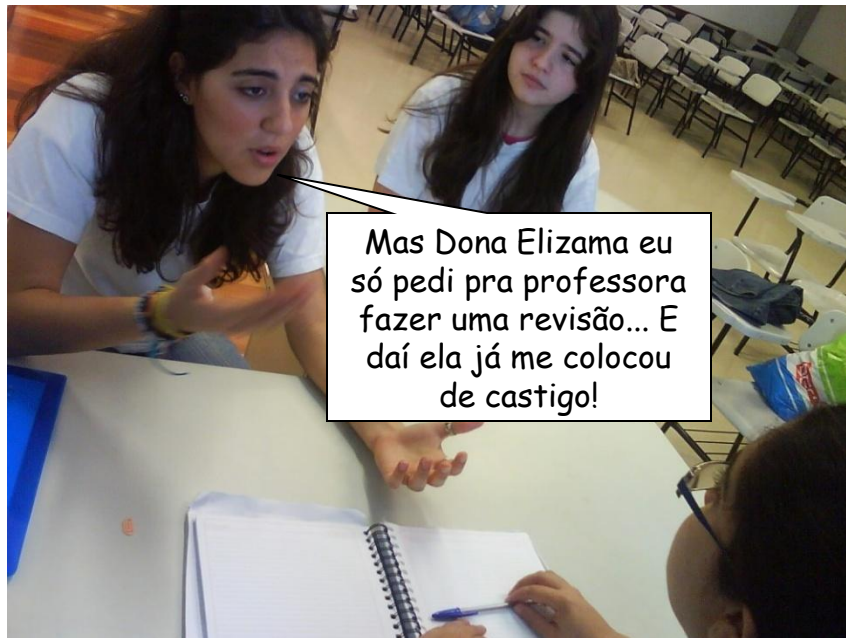 Mas Dona Elizama eu
só pedi pra professora
fazer uma revisão... E
daí ela já me colocou
de castigo!